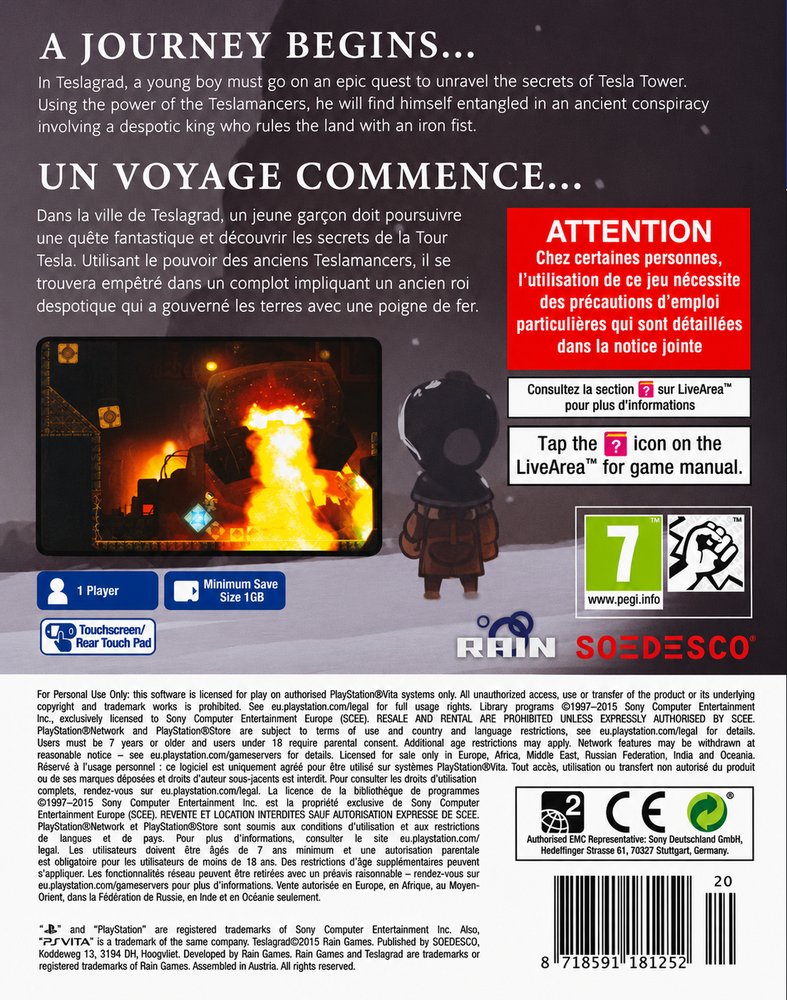 A JOURNEY BEGINS...
In Teslagrad, a young boy must go on an epic quest to unravel the secrets of Tesla Tower.
Using the power of the Teslamancers, he will find himself entangled in an ancient conspiracy
involving a despotic king who rules the land with an iron fist.
UN VOYAGE COMMENCE...
Dans la ville de Teslagrad, un jeune garçon doit poursuivre
une quête fantastique et découvrir les secrets de la Tour
Tesla. Utilisant le pouvoir des anciens Teslamancers, il se
trouvera empêtré dans un complot impliquant un ancien roi
despotique qui a gouverné les terres avec une poigne de fer.
ATTENTION
Chez certaines personnes,
l'utilisation de ce jeu nécessite
des précautions d'emploi
particulières qui sont détaillées
dans la notice jointe
Consultez la section ? sur LiveArea™
pour plus d'informations
Tap the ? icon on the
LiveArea™ for game manual.
7 ™
www.pegi.info
™
1 Player
Minimum Save
Size 1GB
Touchscreen/
Rear Touch Pad
RAIN
SOEDESCO®
For Personal Use Only: this software is licensed for play on authorised PlayStation®Vita systems only. All unauthorized access, use or transfer of the product or its underlying
copyright and trademark works is prohibited. See eu.playstation.com/legal for full usage rights. Library programs ©1997–2015 Sony Computer Entertainment
Inc., exclusively licensed to Sony Computer Entertainment Europe (SCEE). RESALE AND RENTAL ARE PROHIBITED UNLESS EXPRESSLY AUTHORISED BY SCEE.
PlayStation®Network and PlayStation®Store are subject to terms of use and country and language restrictions, see eu.playstation.com/legal for details.
Users must be 7 years or older and users under 18 require parental consent. Additional age restrictions may apply. Network features may be withdrawn at
reasonable notice – see eu.playstation.com/gameservers for details. Licensed for sale only in Europe, Africa, Middle East, Russian Federation, India and Oceania.
Réservé à l'usage personnel : ce logiciel est uniquement agréé pour être utilisé sur systèmes PlayStation®Vita. Tout accès, utilisation ou transfert non autorisé du produit
ou de ses marques déposées et droits d'auteur sous-jacents est interdit. Pour consulter les droits d'utilisation
complets, rendez-vous sur eu.playstation.com/legal. La licence de la bibliothèque de programmes
©1997–2015 Sony Computer Entertainment Inc. est la propriété exclusive de Sony Computer
Entertainment Europe (SCEE). REVENTE ET LOCATION INTERDITES SAUF AUTORISATION EXPRESSE DE SCEE.
PlayStation®Network et PlayStation®Store sont soumis aux conditions d'utilisation et aux restrictions
de langues et de pays. Pour plus d'informations, consulter le site eu.playstation.com/
legal. Les utilisateurs doivent être âgés de 7 ans minimum et une autorisation parentale
est obligatoire pour les utilisateurs de moins de 18 ans. Des restrictions d'âge supplémentaires peuvent
s'appliquer. Les fonctionnalités réseau peuvent être retirées avec un préavis raisonnable – rendez-vous sur
eu.playstation.com/gameservers pour plus d'informations. Vente autorisée en Europe, en Afrique, au Moyen-
Orient, dans la Fédération de Russie, en Inde et en Océanie seulement.
2 CE ®
Authorised EMC Representative: Sony Deutschland GmbH,
Hedelfinger Strasse 61, 70327 Stuttgart, Germany.
" " and "PlayStation" are registered trademarks of Sony Computer Entertainment Inc. Also,
"PSVITA" is a trademark of the same company. Teslagrad©2015 Rain Games. Published by SOEDESCO,
Koddeweg 13, 3194 DH, Hoogvliet. Developed by Rain Games. Rain Games and Teslagrad are trademarks or
registered trademarks of Rain Games. Assembled in Austria. All rights reserved.
20
8 718591 181252